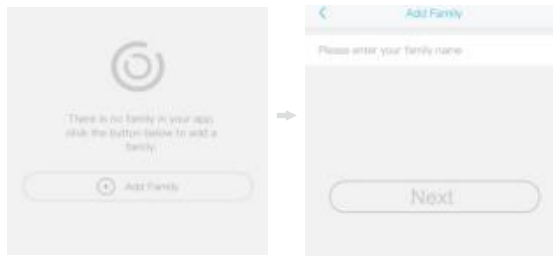 There is no family in your app,
click the button below to add a
family.
Add Family
Add Family
Please enter your family name
Next